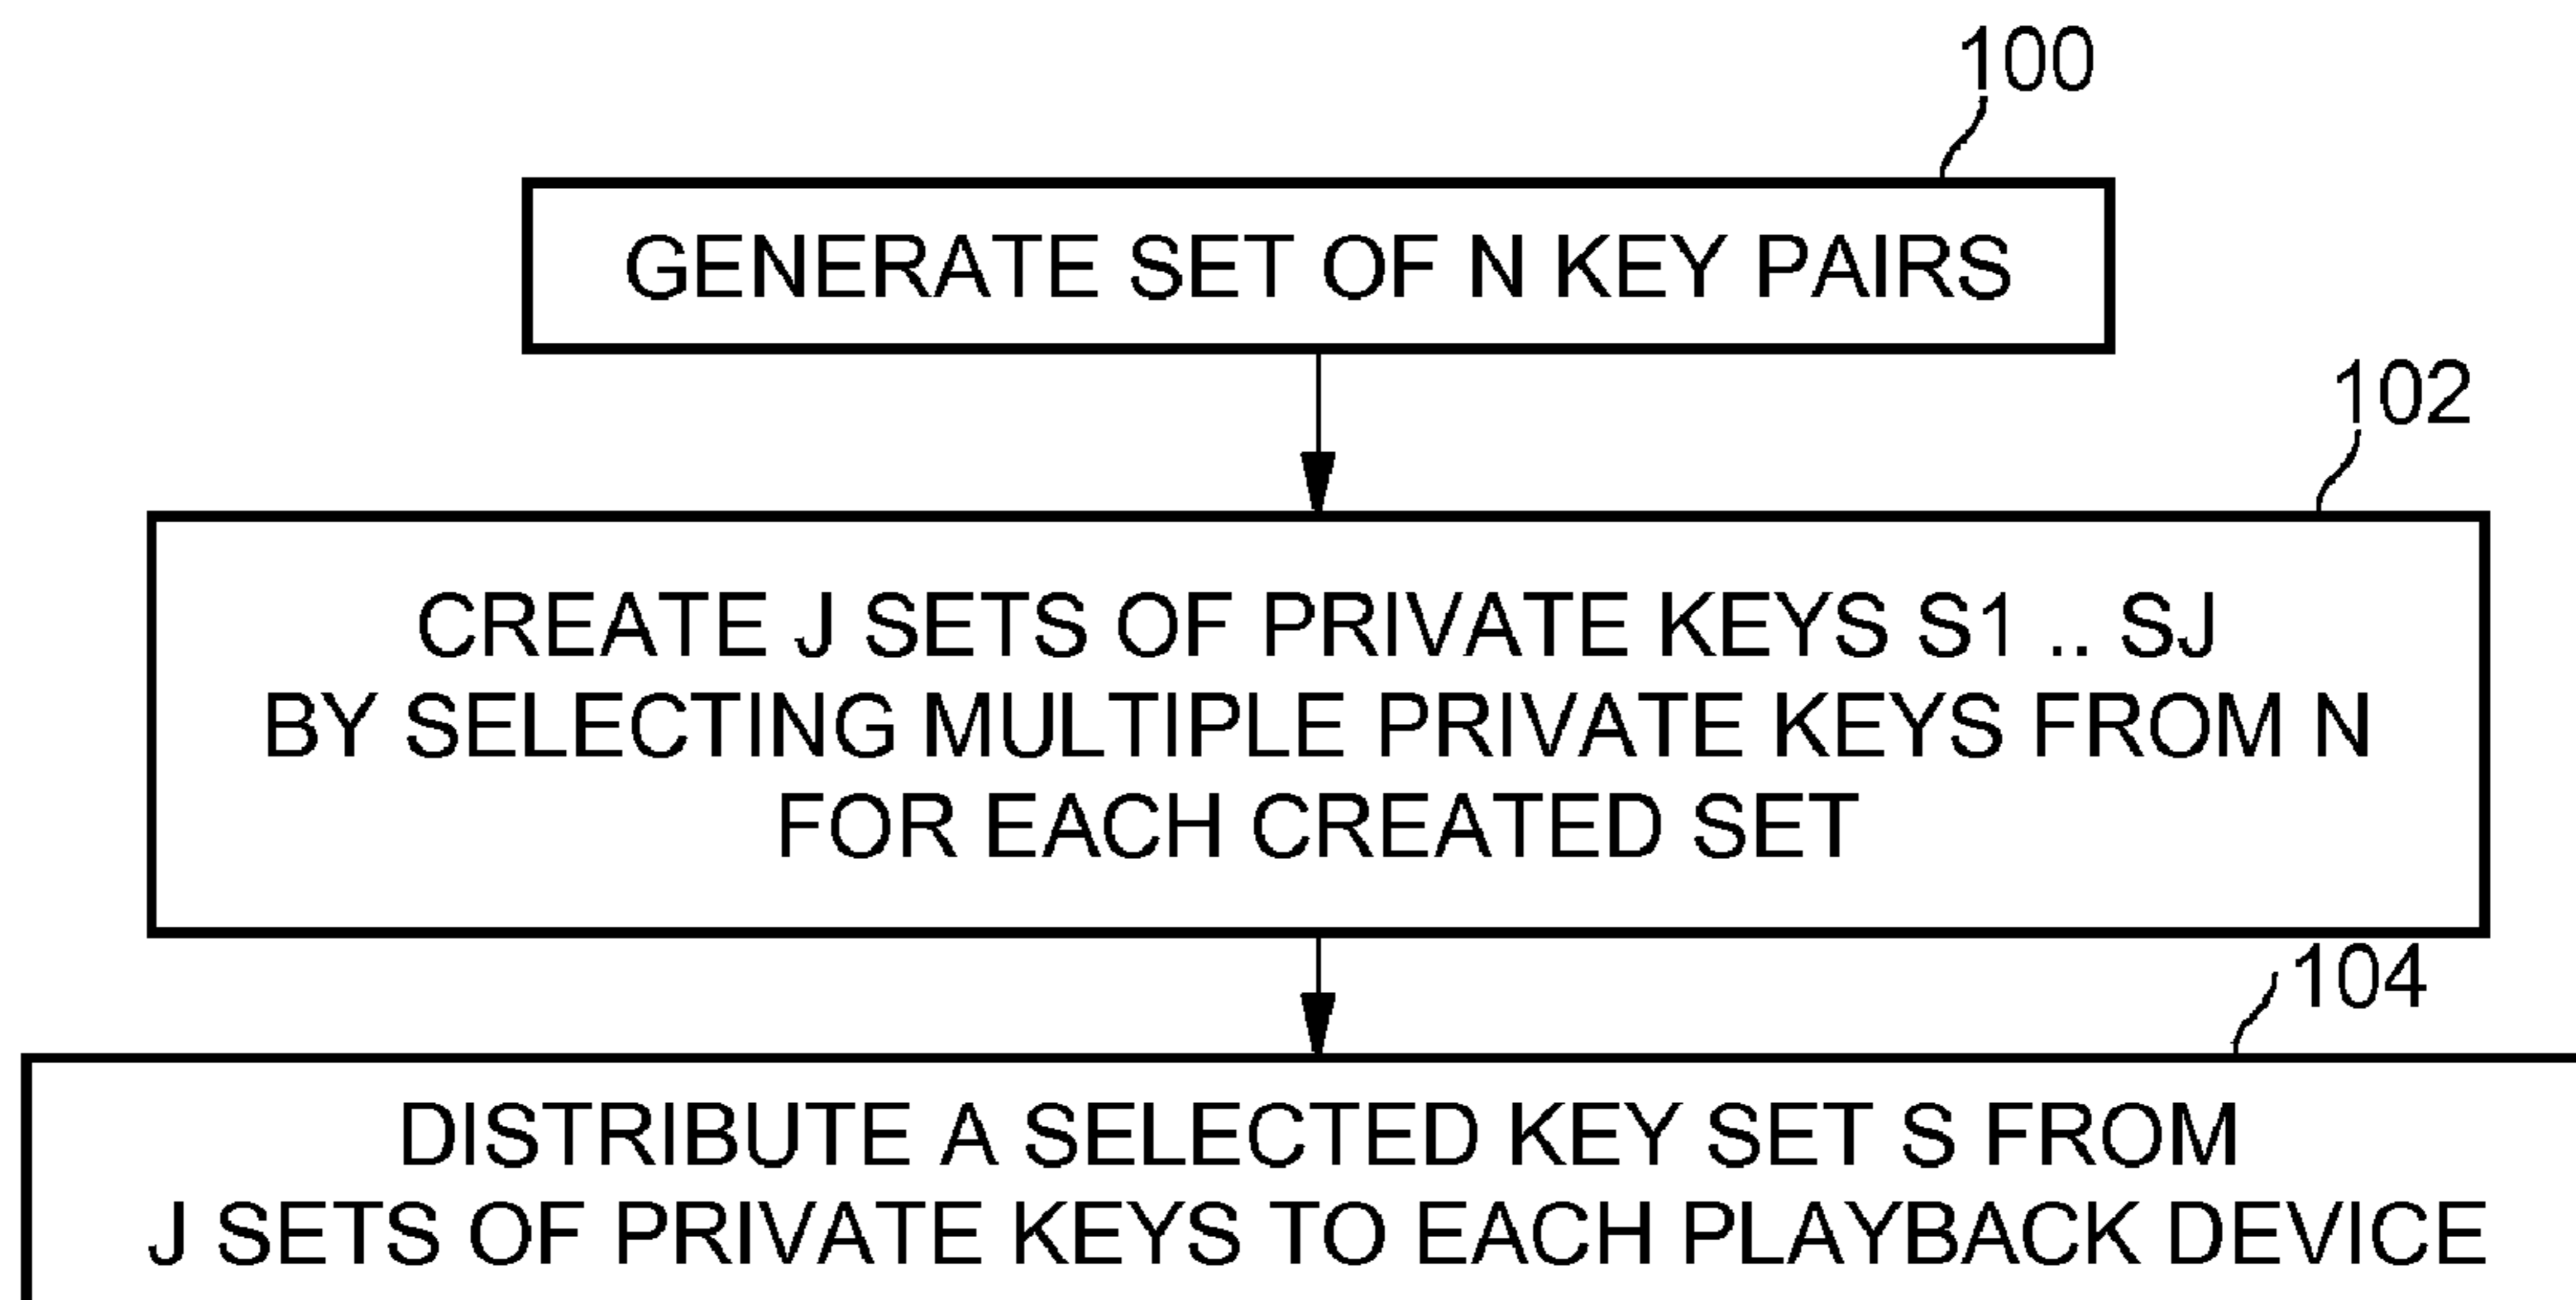 100
GENERATE SET OF N KEY PAIRS
102
CREATE J SETS OF PRIVATE KEYS S1 .. SJ
BY SELECTING MULTIPLE PRIVATE KEYS FROM N
FOR EACH CREATED SET
104
DISTRIBUTE A SELECTED KEY SET S FROM
J SETS OF PRIVATE KEYS TO EACH PLAYBACK DEVICE